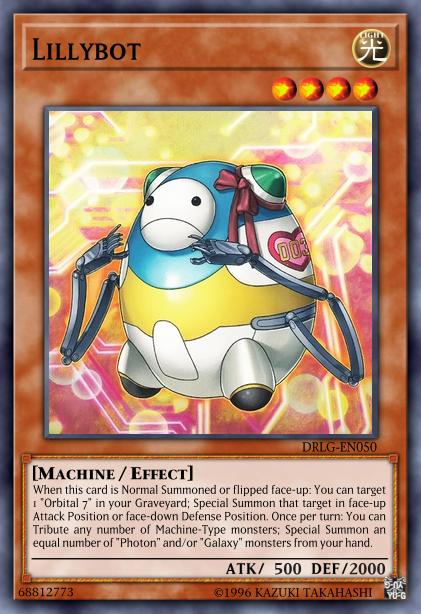 LILLYBOT
LIGHT
光
003
DRLG-EN050
[MACHINE / EFFECT]
When this card is Normal Summoned or flipped face-up: You can target
1 "Orbital 7" in your Graveyard; Special Summon that target in face-up
Attack Position or face-down Defense Position. Once per turn: You can
Tribute any number of Machine-Type monsters; Special Summon an
equal number of "Photon" and/or "Galaxy" monsters from your hand.
ATK/ 500 DEF/2000
68812773
©1996 KAZUKI TAKAHASHI